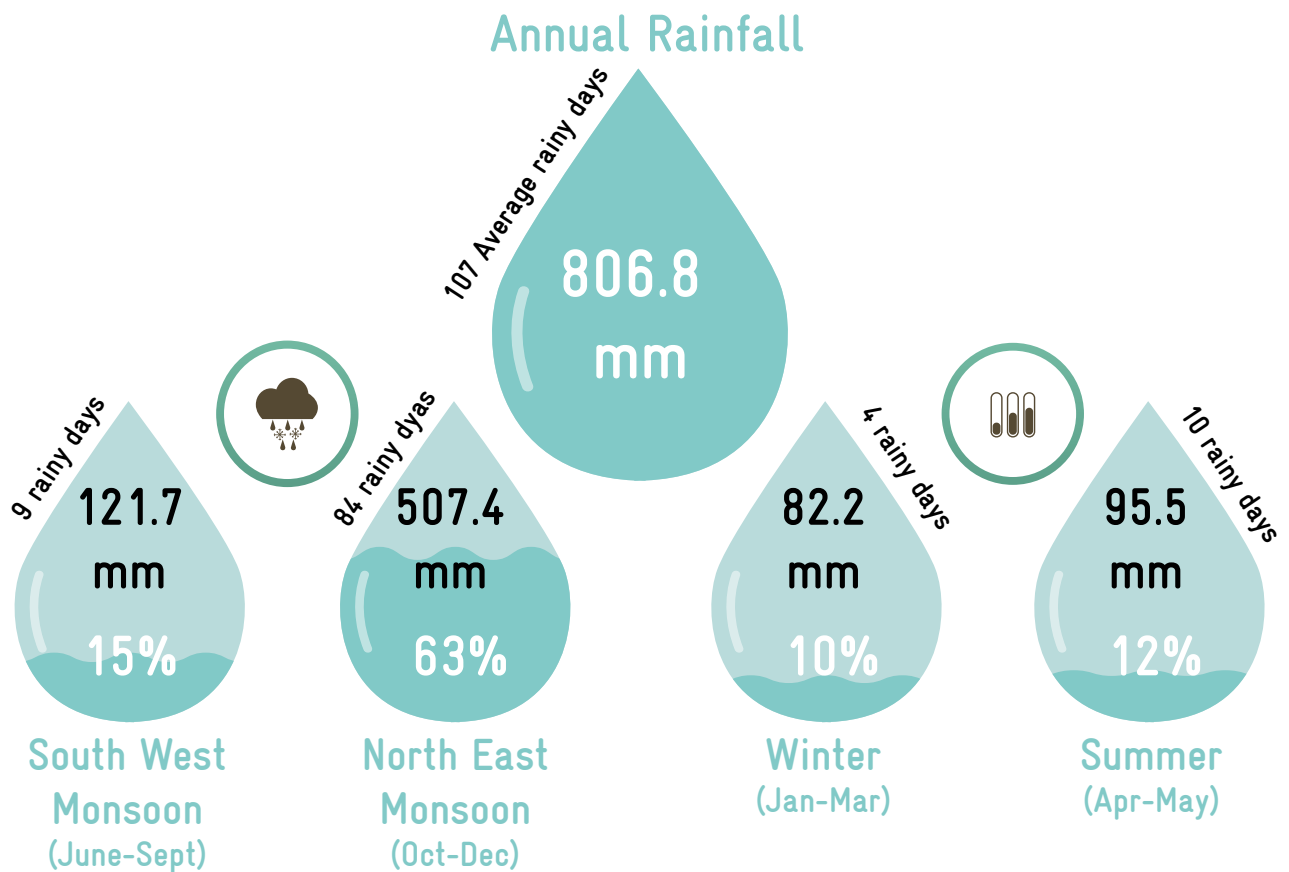 Annual Rainfall
107 Average rainy days
806.8
mm
9 rainy days
121.7
mm
15%
South West
Monsoon
(June-Sept)
84 rainy dyas
507.4
mm
63%
North East
Monsoon
(Oct-Dec)
4 rainy days
82.2
mm
10%
Winter
(Jan-Mar)
10 rainy days
95.5
mm
12%
Summer
(Apr-May)